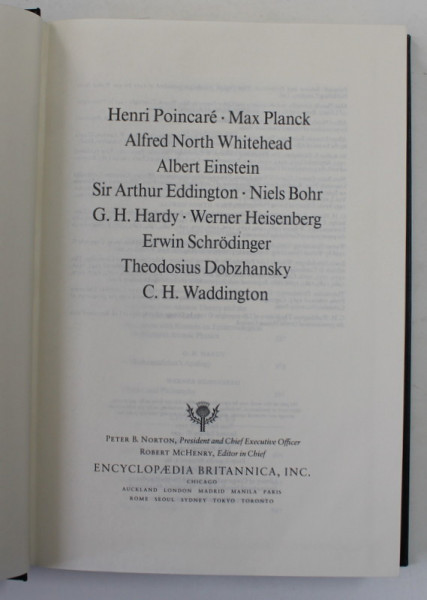 Henri Poincaré · Max Planck
Alfred North Whitehead
Albert Einstein
Sir Arthur Eddington · Niels Bohr
G. H. Hardy · Werner Heisenberg
Erwin Schrödinger
Theodosius Dobzhansky
C. H. Waddington
PETER B. NORTON, President and Chief Executive Officer
ROBERT MCHENRY, Editor in Chief
ENCYCLOPÆDIA BRITANNICA, INC.
CHICAGO
AUCKLAND LONDON MADRID MANILA PARIS
ROME SEOUL SYDNEY TOKYO TORONTO